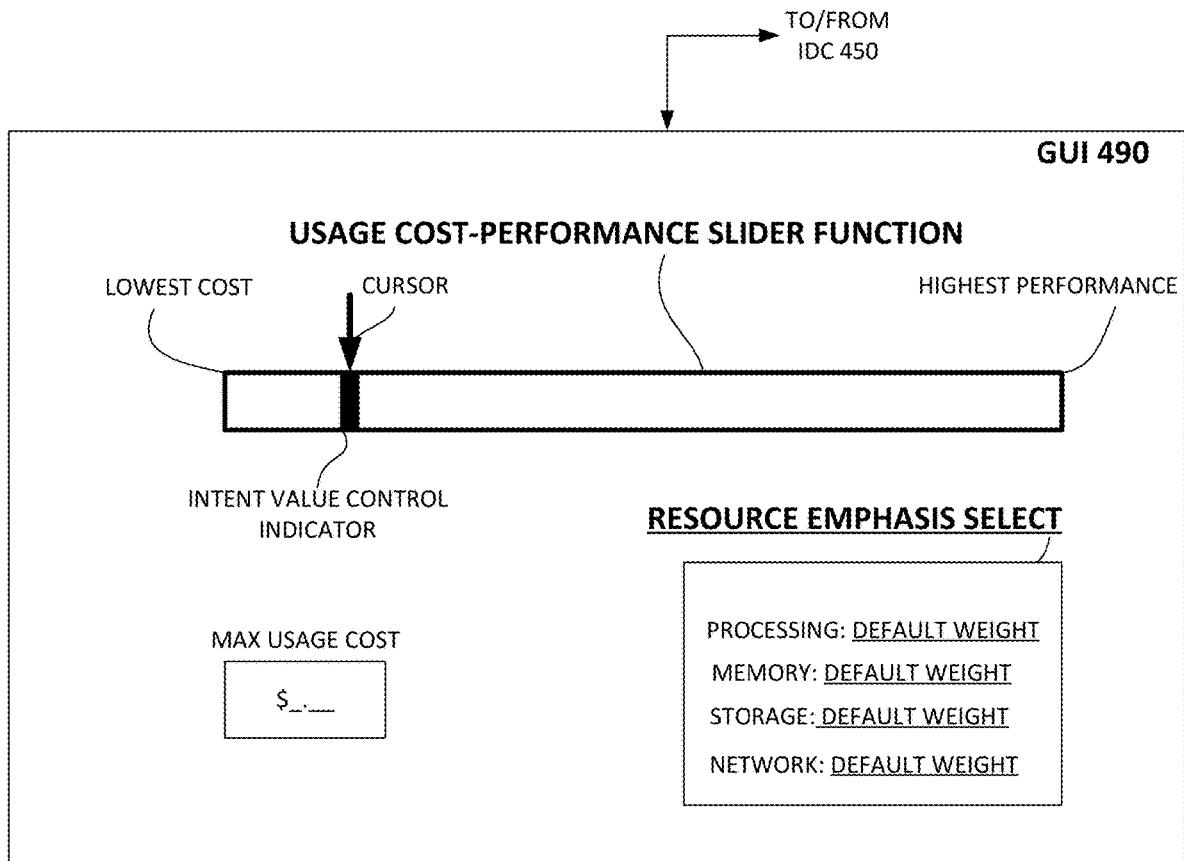 TO/FROM
IDC 450
GUI 490
USAGE COST-PERFORMANCE SLIDER FUNCTION
LOWEST COST
CURSOR
HIGHEST PERFORMANCE
INTENT VALUE CONTROL
INDICATOR
RESOURCE EMPHASIS SELECT
MAX USAGE COST
$_.__
PROCESSING: DEFAULT WEIGHT
MEMORY: DEFAULT WEIGHT
STORAGE: DEFAULT WEIGHT
NETWORK: DEFAULT WEIGHT